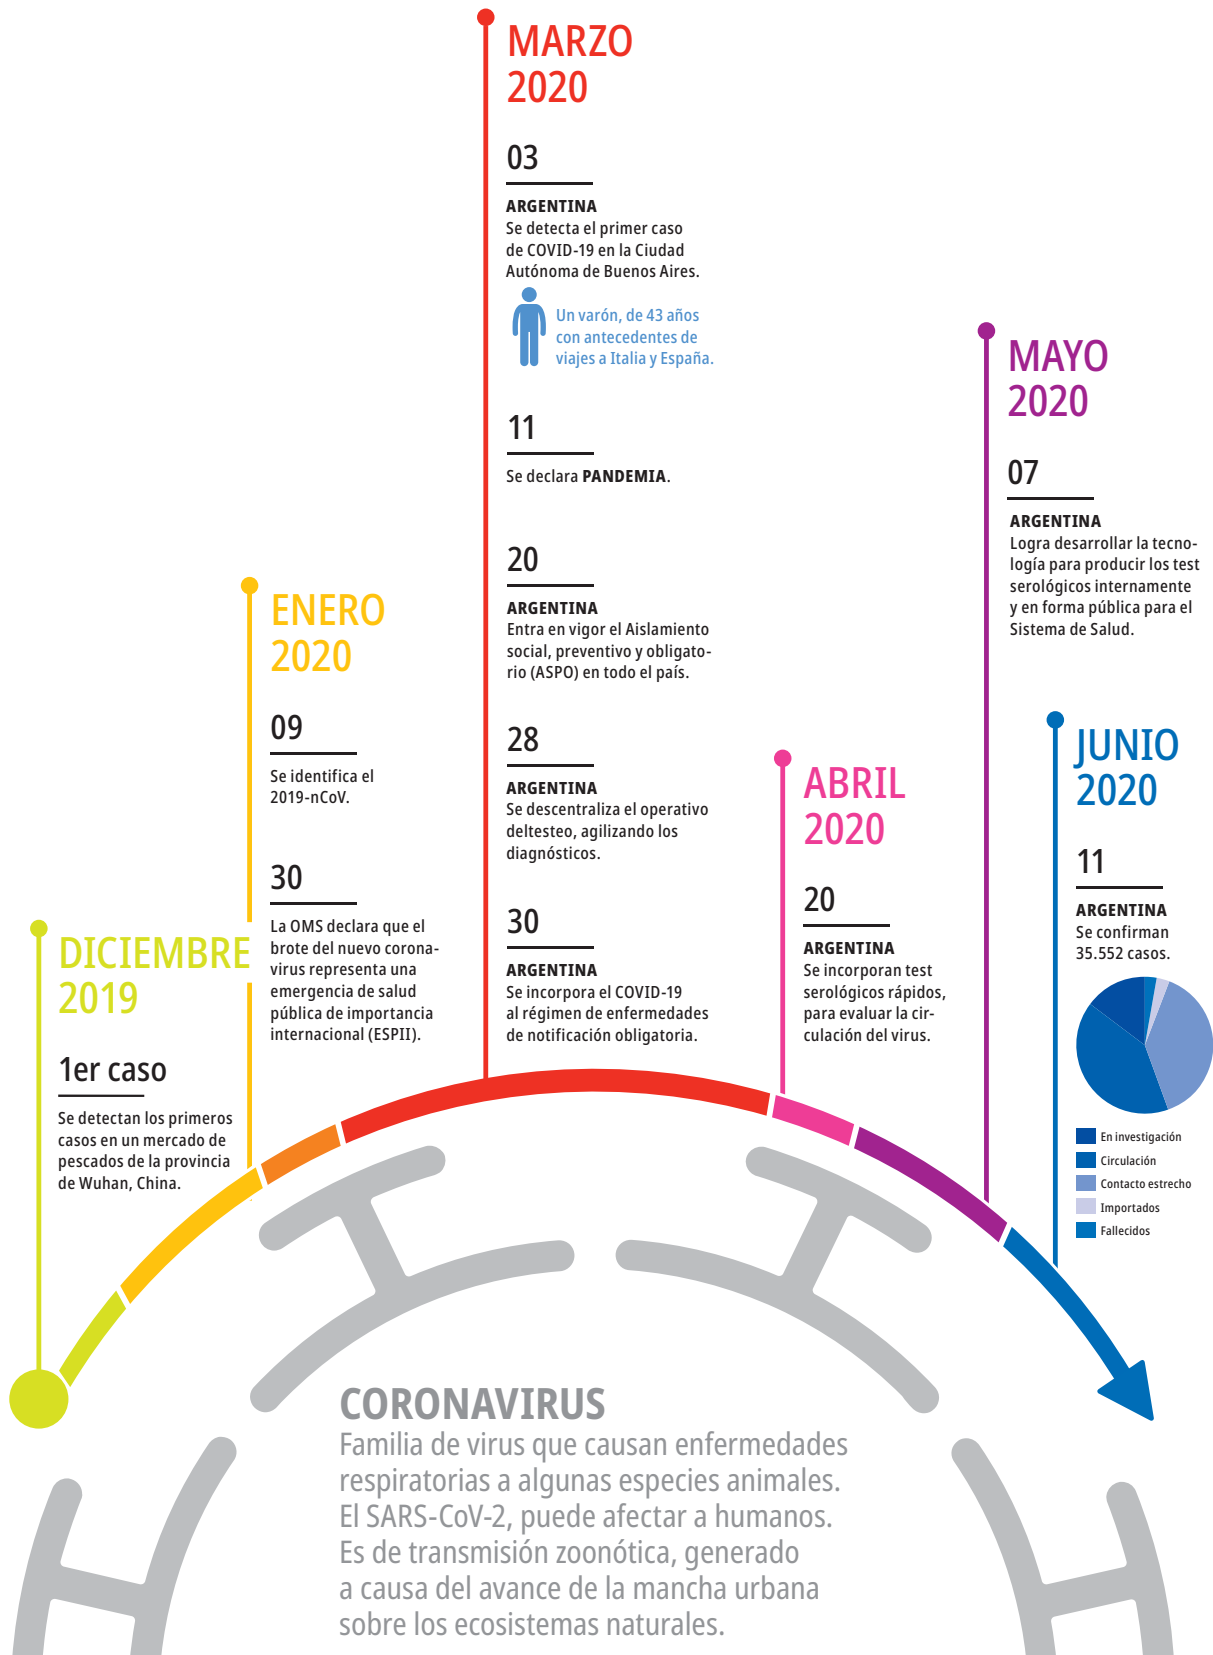 DICIEMBRE
2019
1er caso
Se detectan los primeros
casos en un mercado de
pescados de la provincia
de Wuhan, China.
ENERO
2020
09
Se identifica el
2019-nCoV.
30
La OMS declara que el
brote del nuevo corona-
virus representa una
emergencia de salud
pública de importancia
internacional (ESPII).
MARZO
2020
03
ARGENTINA
Se detecta el primer caso
de COVID-19 en la Ciudad
Autónoma de Buenos Aires.
Un varón, de 43 años
con antecedentes de
viajes a Italia y España.
11
Se declara PANDEMIA.
20
ARGENTINA
Entra en vigor el Aislamiento
social, preventivo y obligato-
rio (ASPO) en todo el país.
28
ARGENTINA
Se descentraliza el operativo
deltesteo, agilizando los
diagnósticos.
30
ARGENTINA
Se incorpora el COVID-19
al régimen de enfermedades
de notificación obligatoria.
ABRIL
2020
20
ARGENTINA
Se incorporan test
serológicos rápidos,
para evaluar la cir-
culación del virus.
MAYO
2020
07
ARGENTINA
Logra desarrollar la tecno-
logía para producir los test
serológicos internamente
y en forma pública para el
Sistema de Salud.
JUNIO
2020
11
ARGENTINA
Se confirman
35.552 casos.
En investigación
Circulación
Contacto estrecho
Importados
Fallecidos
CORONAVIRUS
Familia de virus que causan enfermedades
respiratorias a algunas especies animales.
El SARS-CoV-2, puede afectar a humanos.
Es de transmisión zoonótica, generado
a causa del avance de la mancha urbana
sobre los ecosistemas naturales.